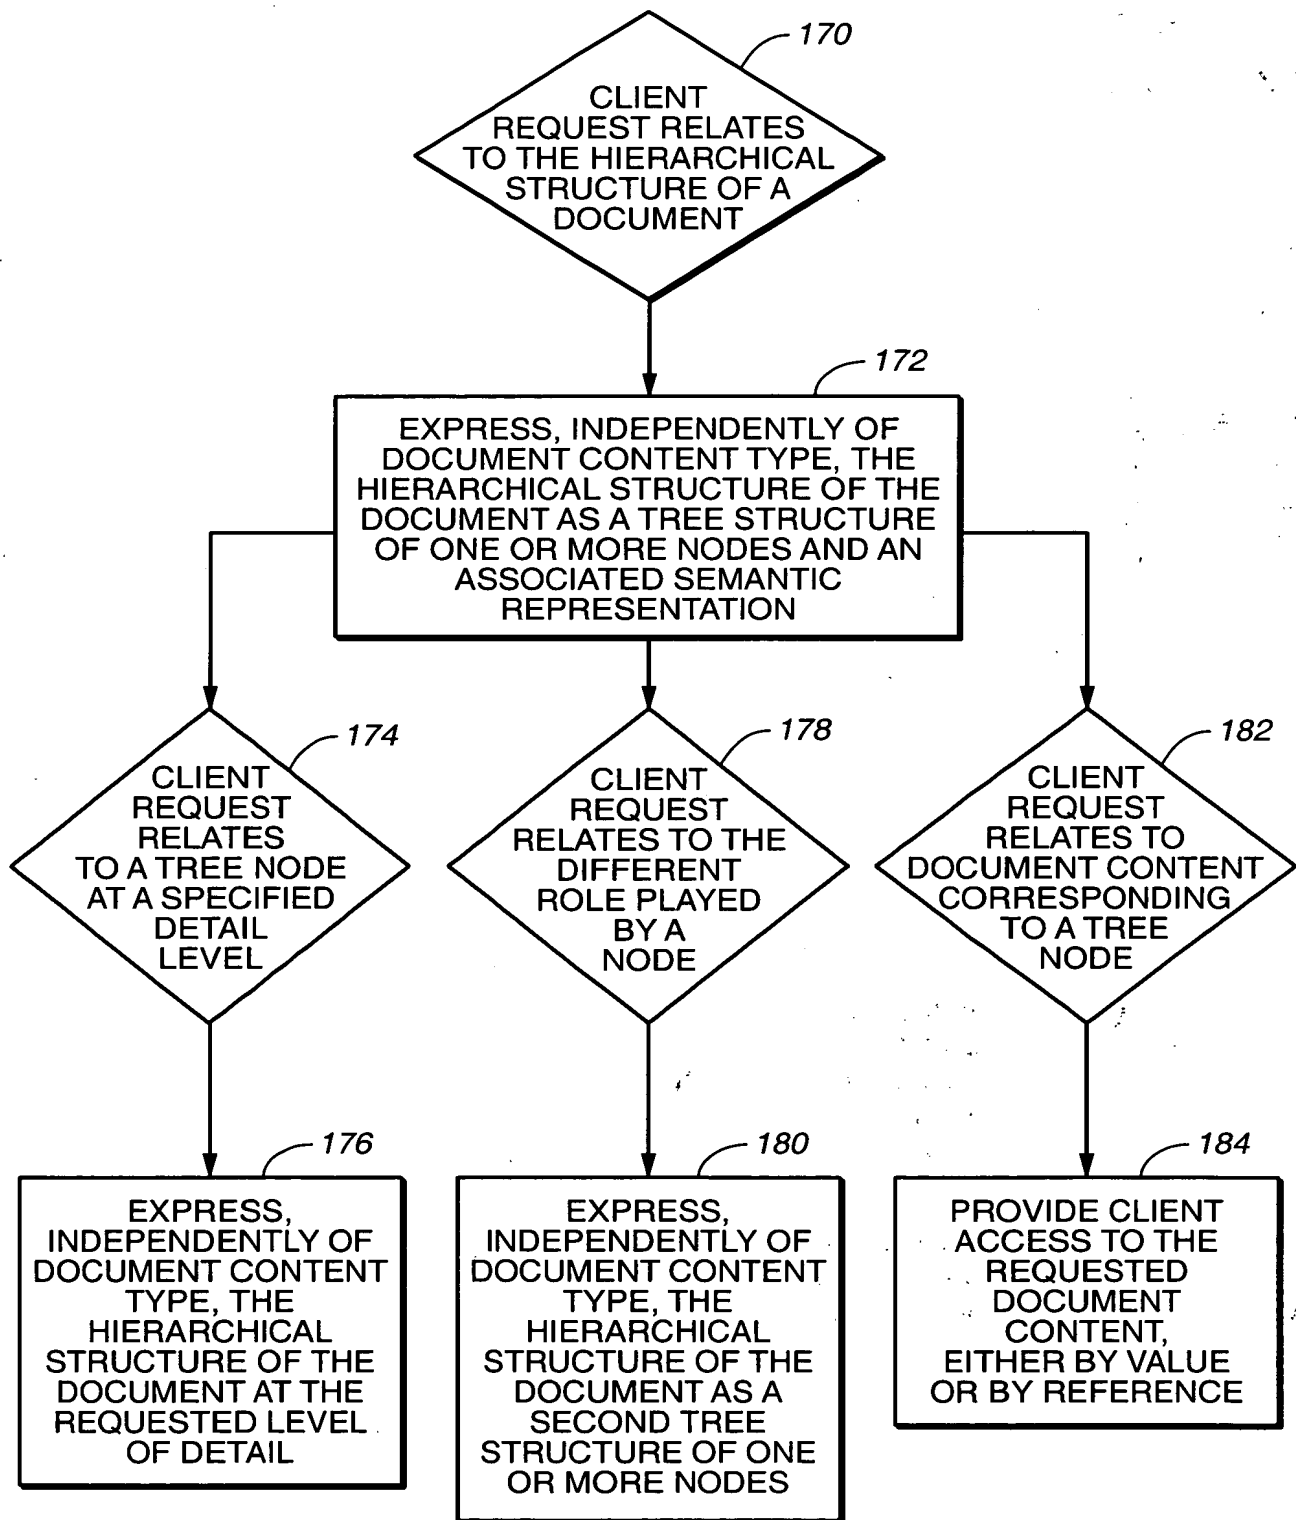 170
CLIENT
REQUEST RELATES
TO THE HIERARCHICAL
STRUCTURE OF A
DOCUMENT
172
EXPRESS, INDEPENDENTLY OF
DOCUMENT CONTENT TYPE, THE
HIERARCHICAL STRUCTURE OF THE
DOCUMENT AS A TREE STRUCTURE
OF ONE OR MORE NODES AND AN
ASSOCIATED SEMANTIC
REPRESENTATION
174
CLIENT
REQUEST
RELATES
TO A TREE NODE
AT A SPECIFIED
DETAIL
LEVEL
178
CLIENT
REQUEST
RELATES TO THE
DIFFERENT
ROLE PLAYED
BY A
NODE
182
CLIENT
REQUEST
RELATES TO
DOCUMENT CONTENT
CORRESPONDING
TO A TREE
NODE
176
EXPRESS,
INDEPENDENTLY OF
DOCUMENT CONTENT
TYPE, THE
HIERARCHICAL
STRUCTURE OF THE
DOCUMENT AT THE
REQUESTED LEVEL
OF DETAIL
180
EXPRESS,
INDEPENDENTLY OF
DOCUMENT CONTENT
TYPE, THE
HIERARCHICAL
STRUCTURE OF THE
DOCUMENT AS A
SECOND TREE
STRUCTURE OF ONE
OR MORE NODES
184
PROVIDE CLIENT
ACCESS TO THE
REQUESTED
DOCUMENT
CONTENT,
EITHER BY VALUE
OR BY REFERENCE